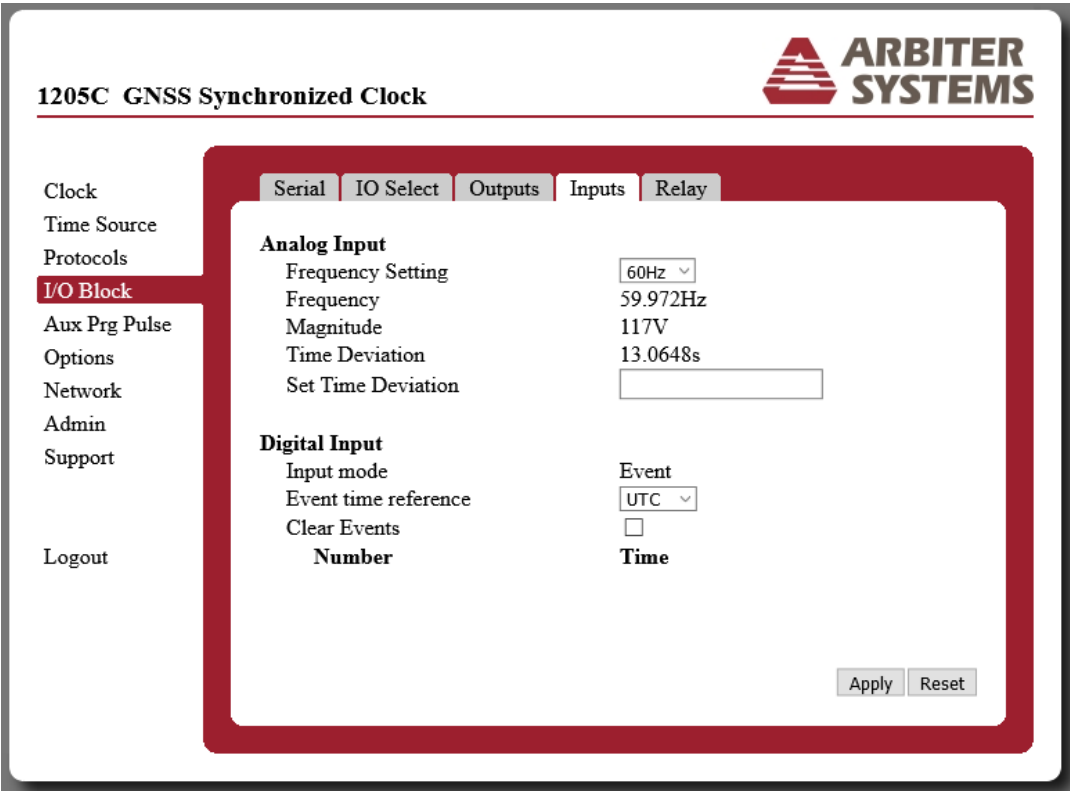 ARBITER
SYSTEMS
1205C GNSS Synchronized Clock
Clock
Time Source
Protocols
I/O Block
Aux Prg Pulse
Options
Network
Admin
Support
Logout
Serial IO Select Outputs Inputs Relay
Analog Input
Frequency Setting 60Hz
Frequency 59.972Hz
Magnitude 117V
Time Deviation 13.0648s
Set Time Deviation
Digital Input
Input mode Event
Event time reference UTC
Clear Events
Number Time
Apply Reset